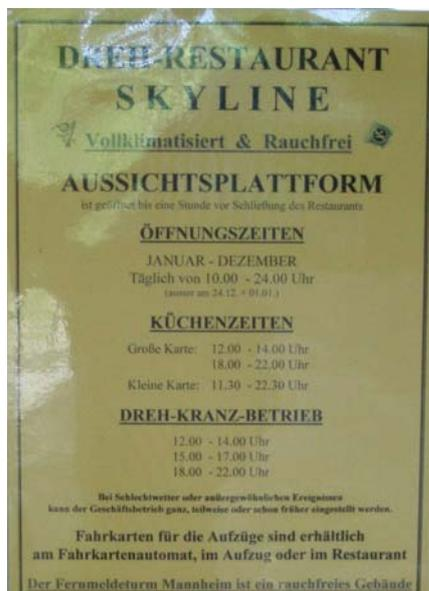 DREH-RESTAURANT
SKYLINE
Vollklimatisiert & Rauchfrei
AUSSICHTSPLATTFORM
ist geöffnet bis eine Stunde vor Schließung des Restaurants
ÖFFNUNGSZEITEN
JANUAR - DEZEMBER
Täglich von 10.00 - 24.00 Uhr
(ausser am 24.12. + 01.01.)
KÜCHENZEITEN
Große Karte: 12.00 - 14.00 Uhr
18.00 - 22.00 Uhr
Kleine Karte: 11.30 - 22.30 Uhr
DREH-KRANZ-BETRIEB
12.00 - 14.00 Uhr
15.00 - 17.00 Uhr
18.00 - 22.00 Uhr
Bei Schlechtwetter oder außergewöhnlichen Ereignissen
kann der Geschäftsbetrieb ganz, teilweise oder schon früher eingestellt werden.
Fahrkarten für die Aufzüge sind erhältlich
am Fahrkartenautomat, im Aufzug oder im Restaurant
Der Fernmeldeturm Mannheim ist ein rauchfreies Gebäude